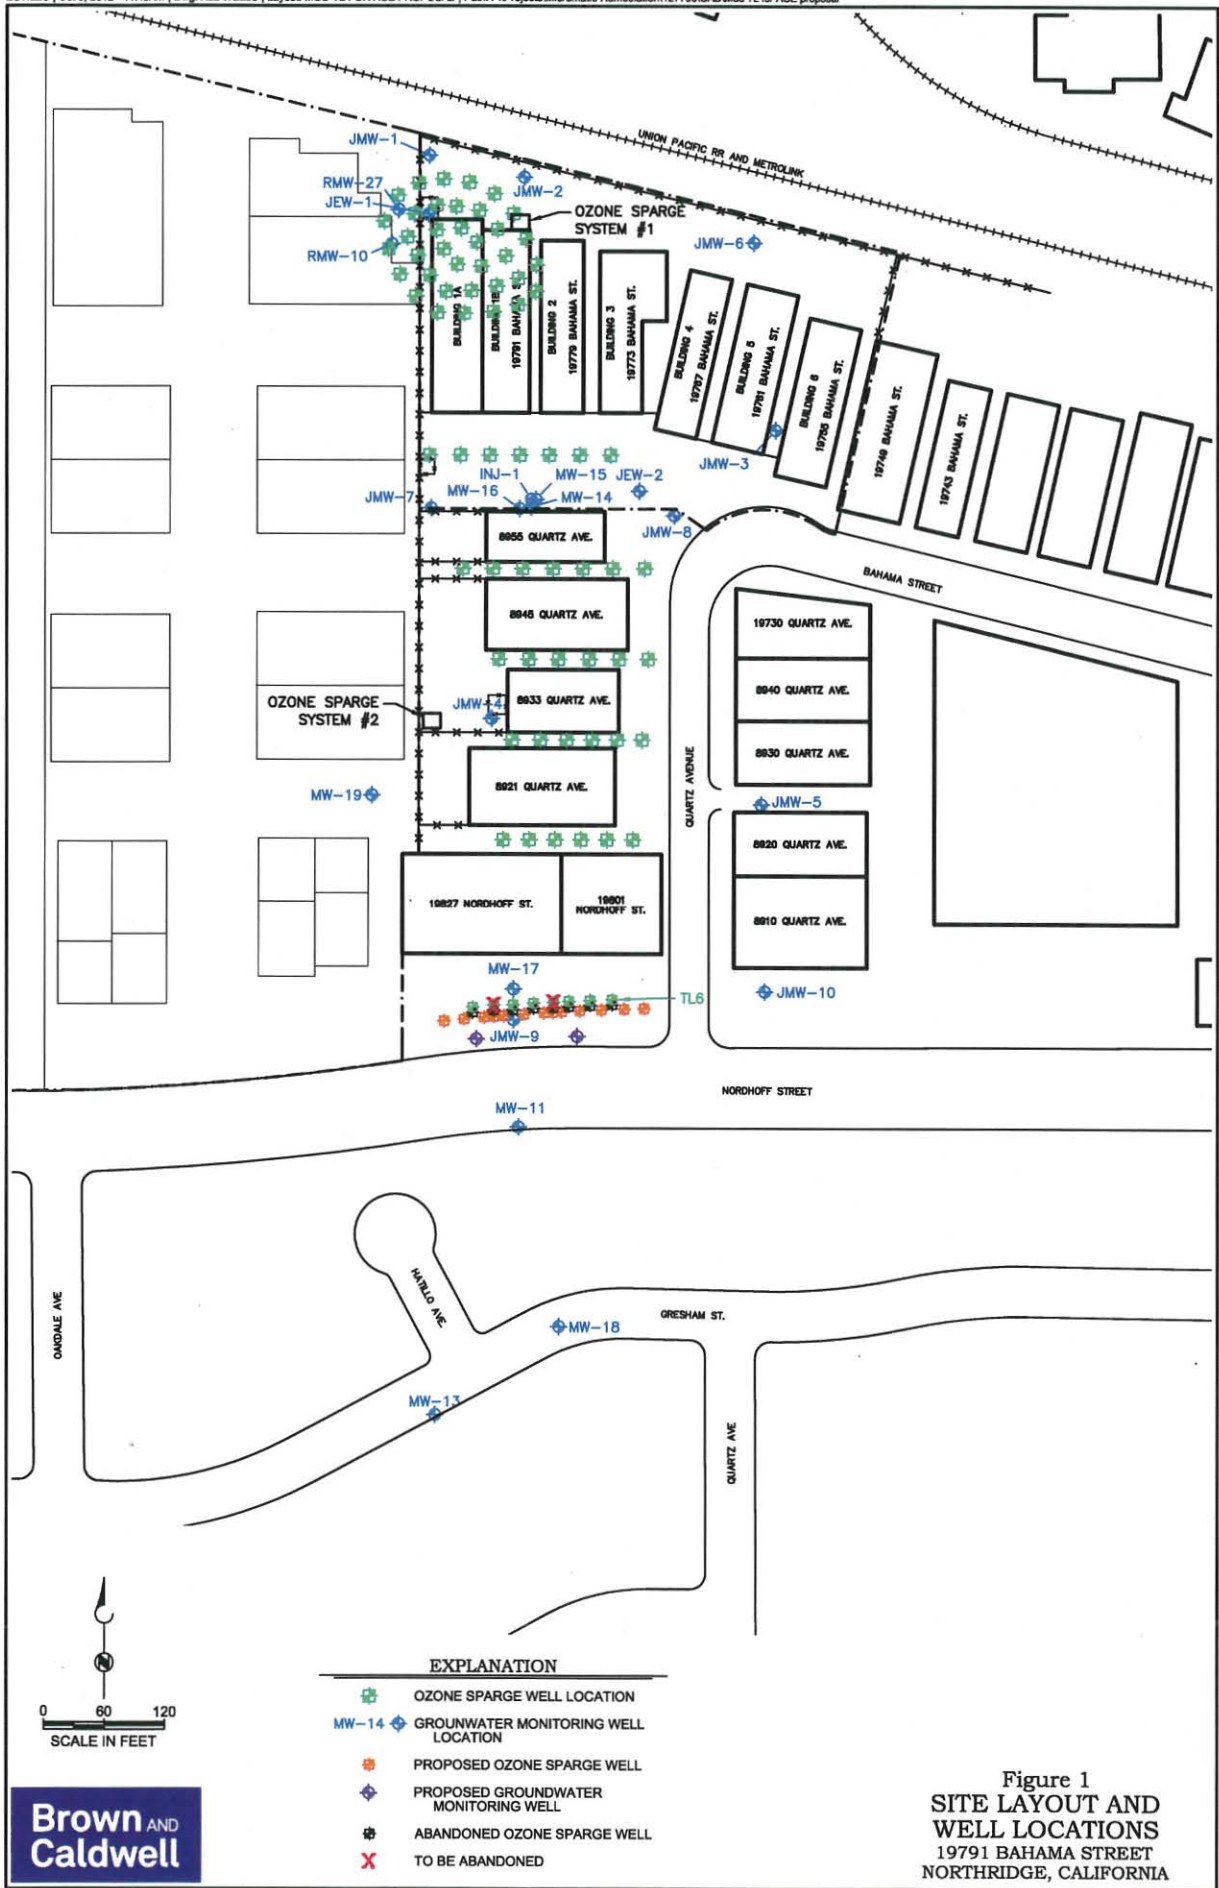 UNION PACIFIC RR AND METROLINK
JMW-1
RMW-27
JMW-2
JEW-1
OZONE SPARGE
SYSTEM #1
RMW-10
JMW-6
BUILDING 1A
BUILDING 1B
19791 BAHAMA S
BUILDING 2
19779 BAHAMA ST.
BUILDING 3
19773 BAHAMA ST.
BUILDING 4
19767 BAHAMA ST.
BUILDING 5
19761 BAHAMA ST.
BUILDING 6
19755 BAHAMA ST.
19749 BAHAMA ST.
19743 BAHAMA ST.
JMW-3
INJ-1
MW-15
JEW-2
JMW-7
MW-16
MW-14
JMW-8
8955 QUARTZ AVE.
BAHAMA STREET
8945 QUARTZ AVE.
19730 QUARTZ AVE.
OZONE SPARGE
SYSTEM #2
JMW-4
8933 QUARTZ AVE.
8940 QUARTZ AVE.
8930 QUARTZ AVE.
QUARTZ AVENUE
8921 QUARTZ AVE.
MW-19
JMW-5
8920 QUARTZ AVE.
19827 NORDHOFF ST.
19801
NORDHOFF ST.
8910 QUARTZ AVE.
MW-17
TL6
JMW-10
JMW-9
NORDHOFF STREET
MW-11
OAKDALE AVE
HATILLO AVE.
GRESHAM ST.
MW-18
MW-13
QUARTZ AVE
N
0 60 120
SCALE IN FEET
EXPLANATION
OZONE SPARGE WELL LOCATION
MW-14 GROUNWATER MONITORING WELL
LOCATION
PROPOSED OZONE SPARGE WELL
PROPOSED GROUNDWATER
MONITORING WELL
ABANDONED OZONE SPARGE WELL
X TO BE ABANDONED
Brown AND
Caldwell
Figure 1
SITE LAYOUT AND
WELL LOCATIONS
19791 BAHAMA STREET
NORTHRIDGE, CALIFORNIA